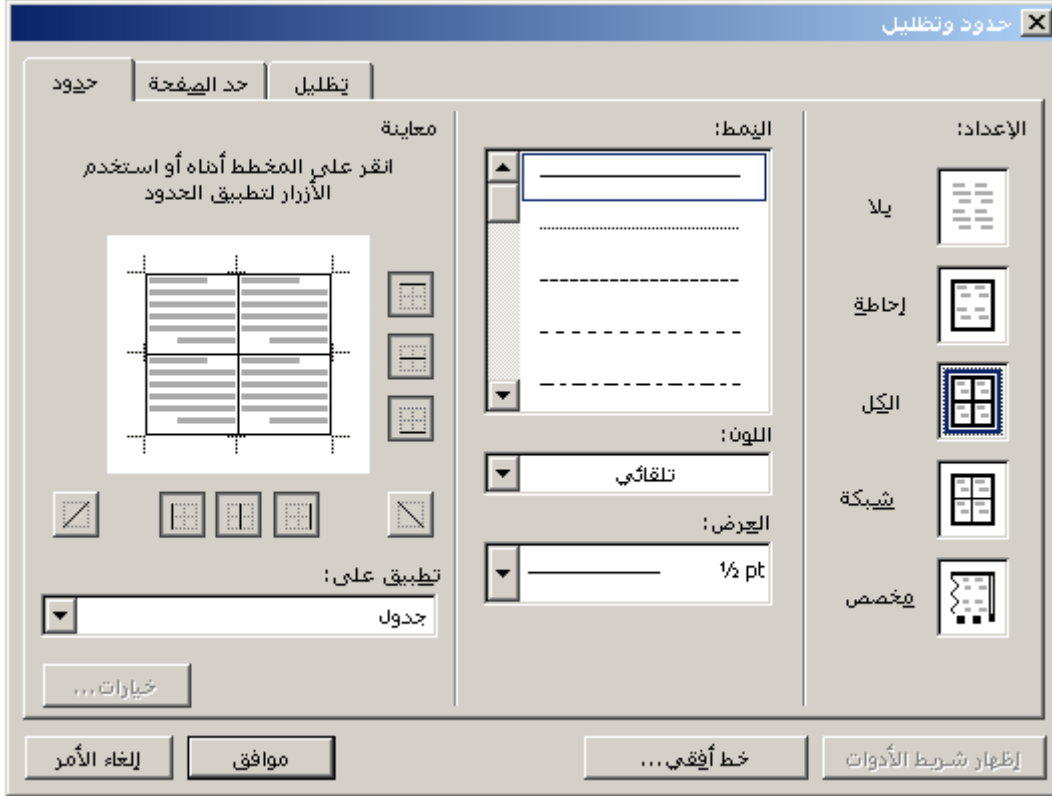 حدود وتظليل
حدود
حد الصفحة
تظليل
الإعداد:
بلا
إحاطة
الكل
شبكة
مخصص
النمط:
اللون:
تلقائي
العرض:
½ pt
معاينة
انقر على المخطط أدناه أو استخدم
الأزرار لتطبيق الحدود
تطبيق على:
جدول
خيارات...
إظهار شريط الأدوات
خط أفقي...
موافق
إلغاء الأمر